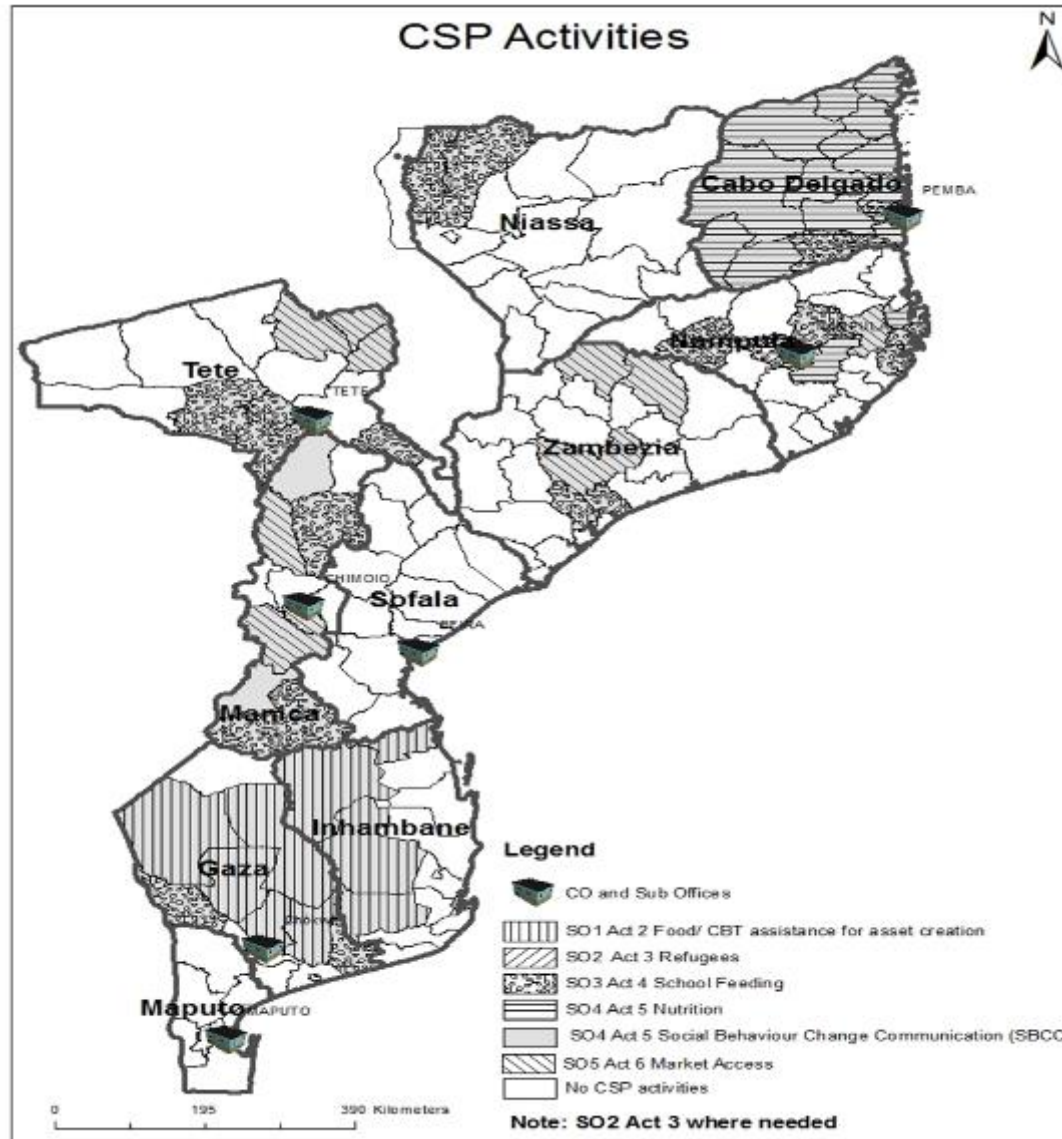 CSP Activities
N
Cabo Delgado
PEMBA
Niassa
Nampula
Tete
TETE
Zambezia
CHIMOIO
Sofala
BEIRA
Manica
Inhambane
Gaza
Maputo
MAPUTO
Legend
CO and Sub Offices
SO1 Act 2 Food/ CBT assistance for asset creation
SO2 Act 3 Refugees
SO3 Act 4 School Feeding
SO4 Act 5 Nutrition
SO4 Act 5 Social Behaviour Change Communication (SBCC
SO5 Act 6 Market Access
No CSP activities
0 195 390 Kilometers
Note: SO2 Act 3 where needed